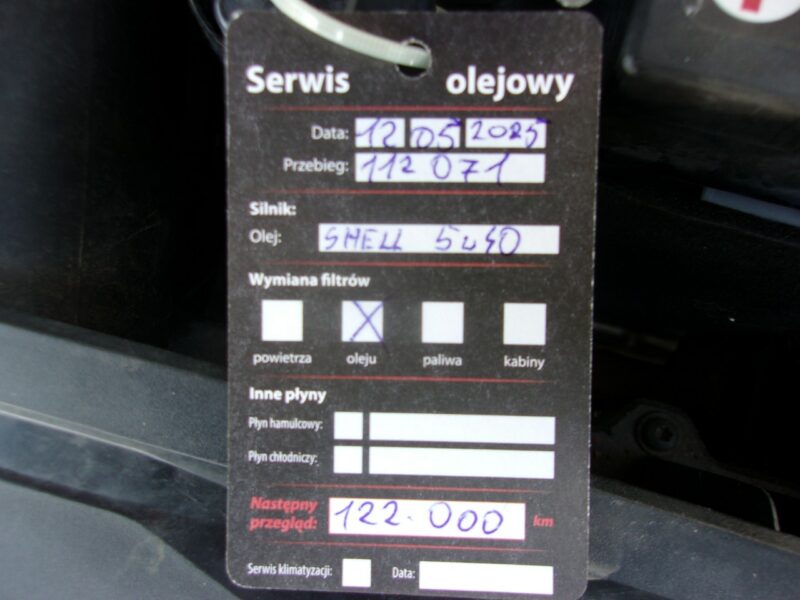 Serwis olejowy
Data: 12 05 2025
Przebieg: 112 071
Silnik:
Olej: SHELL 5w40
Wymiana filtrów
X
powietrza oleju paliwa kabiny
Inne płyny
Płyn hamulcowy:
Płyn chłodniczy:
Następny
przegląd: 122.000 km
Serwis klimatyzacji: Data: